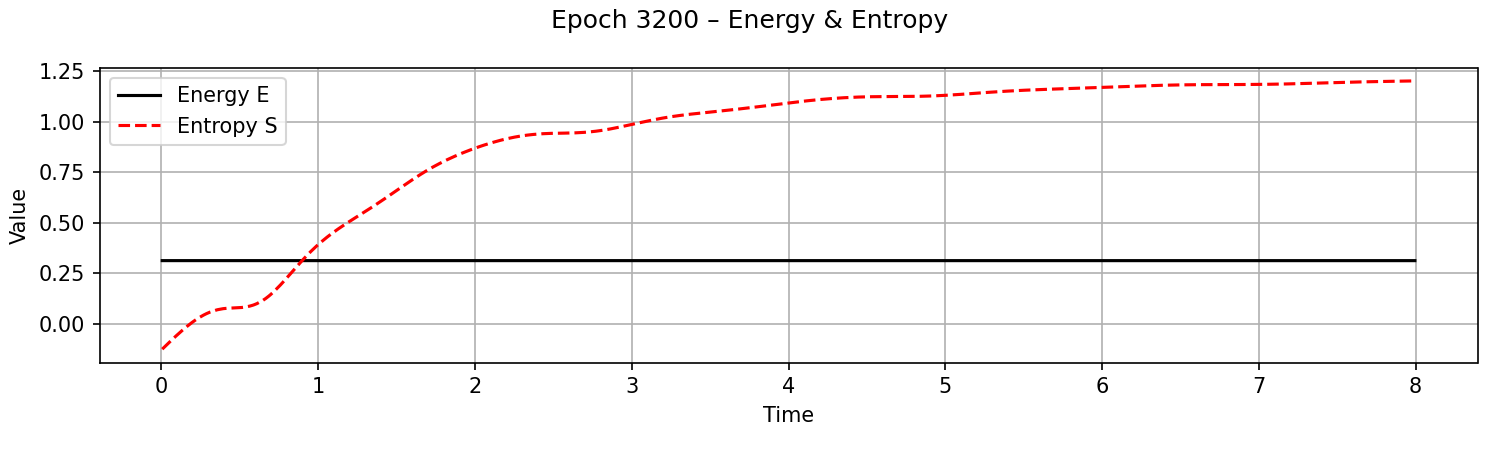 Epoch 3200 – Energy & Entropy
Energy E
Entropy S
Value
1.25
1.00
0.75
0.50
0.25
0.00
0 1 2 3 4 5 6 7 8
Time